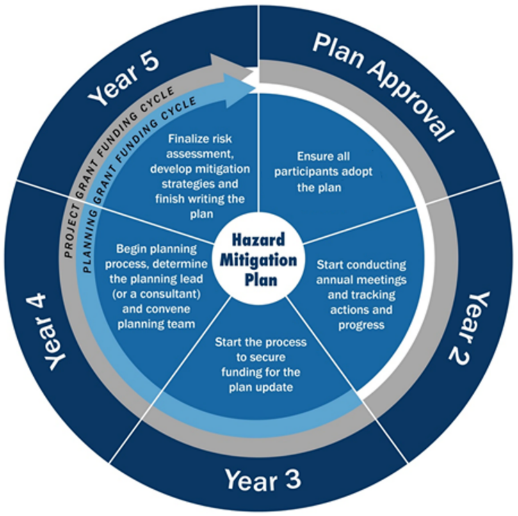 Plan Approval
Year 2
Year 3
Year 4
Year 5
PROJECT GRANT FUNDING CYCLE
PLANNING GRANT FUNDING CYCLE
Hazard
Mitigation
Plan
Ensure all
participants adopt
the plan
Start conducting
annual meetings
and tracking
actions and
progress
Start the process
to secure
funding for the
plan update
Begin planning
process, determine
the planning lead
(or a consultant)
and convene
planning team
Finalize risk
assessment,
develop mitigation
strategies and
finish writing the
plan